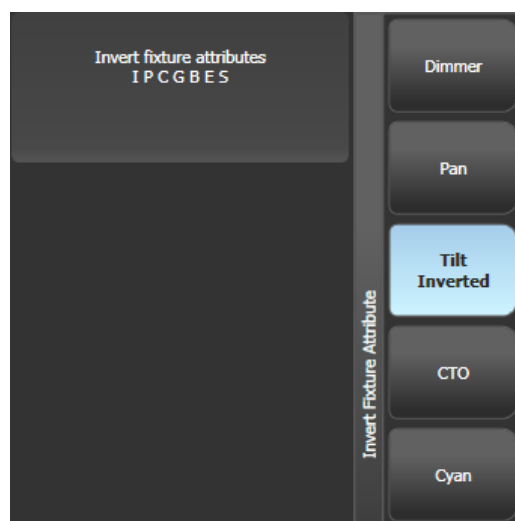 Invert fixture attributes
I P C G B E S
Invert Fixture Attribute
Dimmer
Pan
Tilt
Inverted
CTO
Cyan